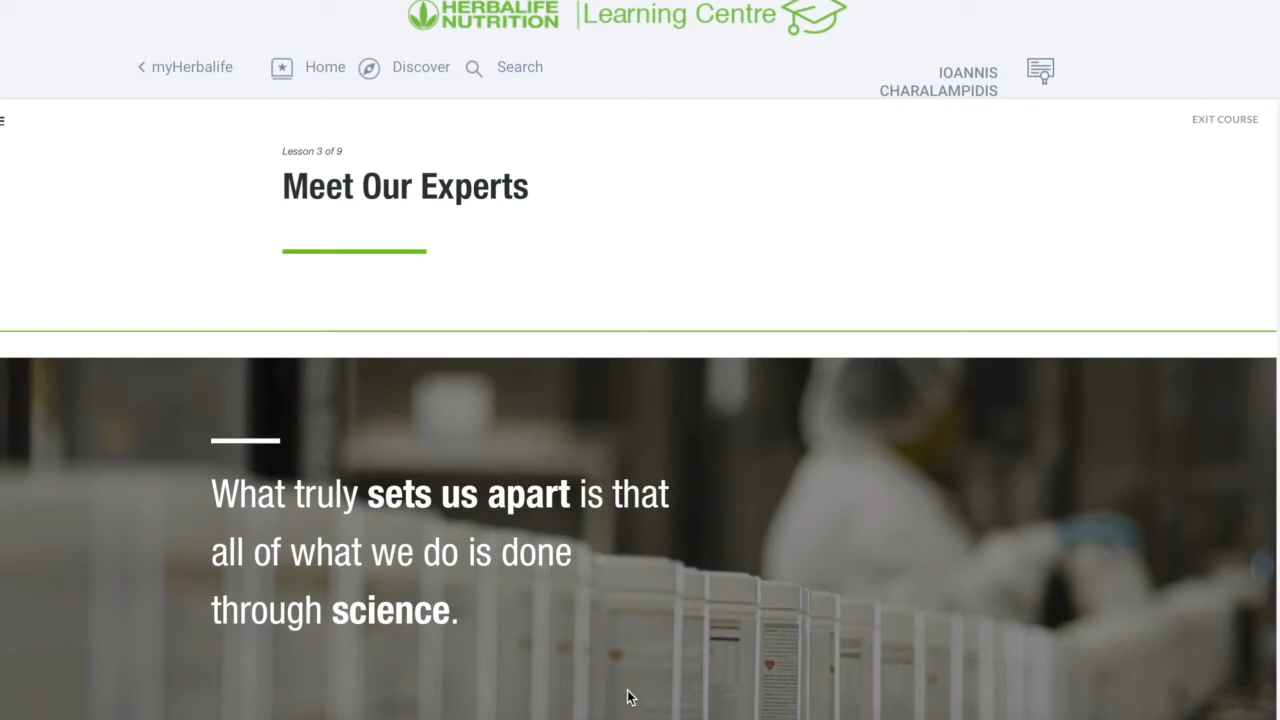 HERBALIFE
NUTRITION
Learning Centre
myHerbalife
Home
Discover
Search
IOANNIS
CHARALAMPIDIS
EXIT COURSE
Lesson 3 of 9
Meet Our Experts
What truly sets us apart is that
all of what we do is done
through science.